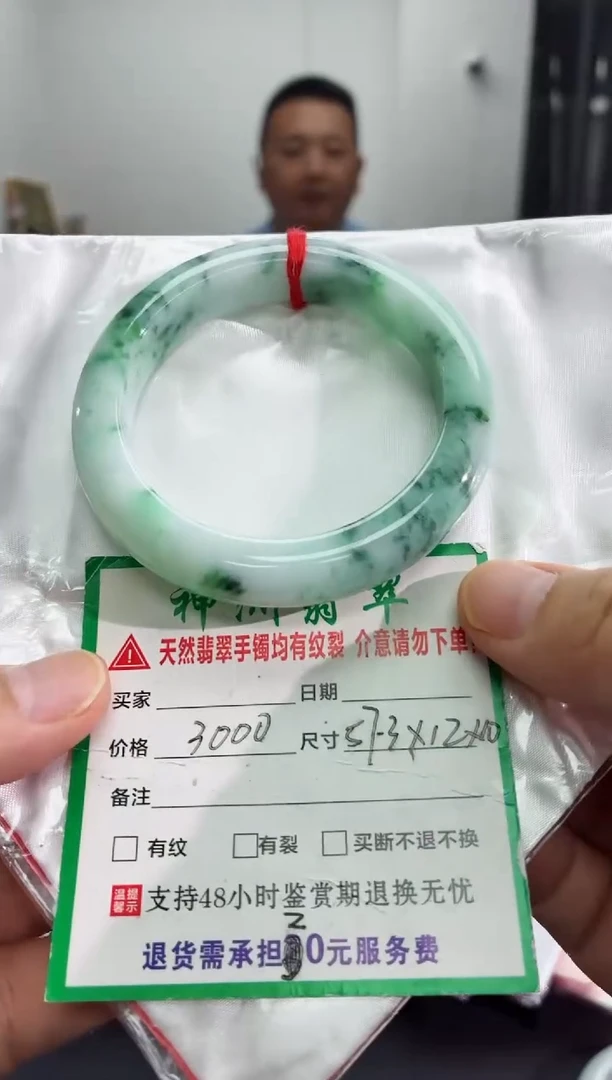 神洲翡翠
天然翡翠手镯均有纹裂 介意请勿下单
买家 日期
价格 3000 尺寸 57.3X12X10
备注
有纹 有裂 买断不退不换
温馨提示 支持48小时鉴赏期退换无忧
退货需承担 0元服务费